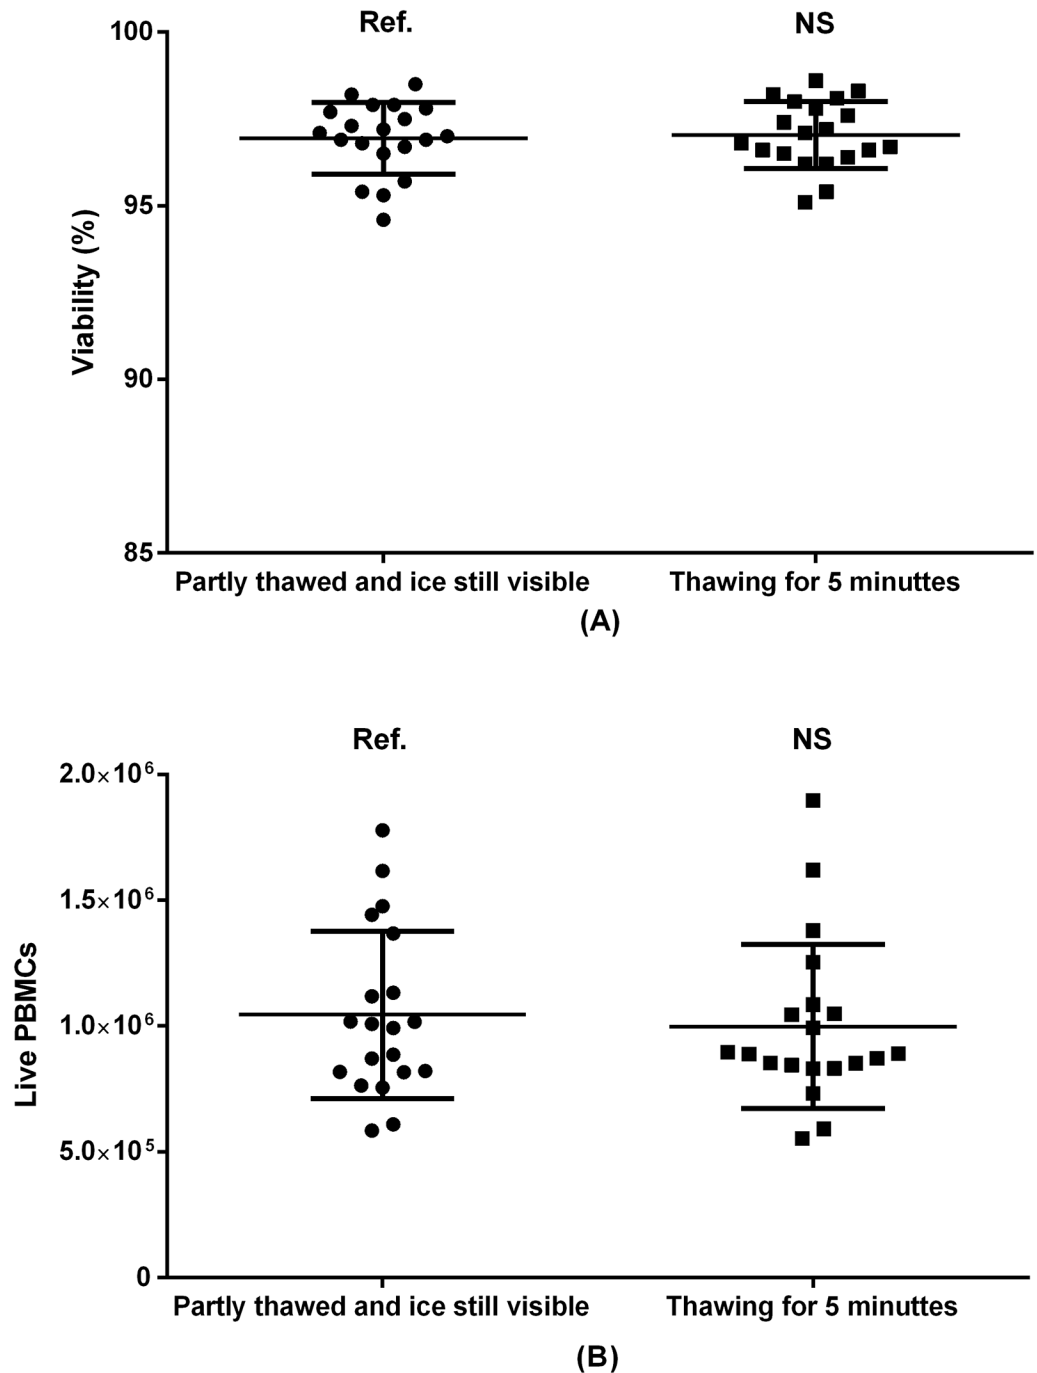 Ref. NS
100
95
90
85
Viability (%)
Partly thawed and ice still visible Thawing for 5 minuttes
(A)
Ref. NS
2.0×10⁶
1.5×10⁶
1.0×10⁶
5.0×10⁵
0
Live PBMCs
Partly thawed and ice still visible Thawing for 5 minuttes
(B)